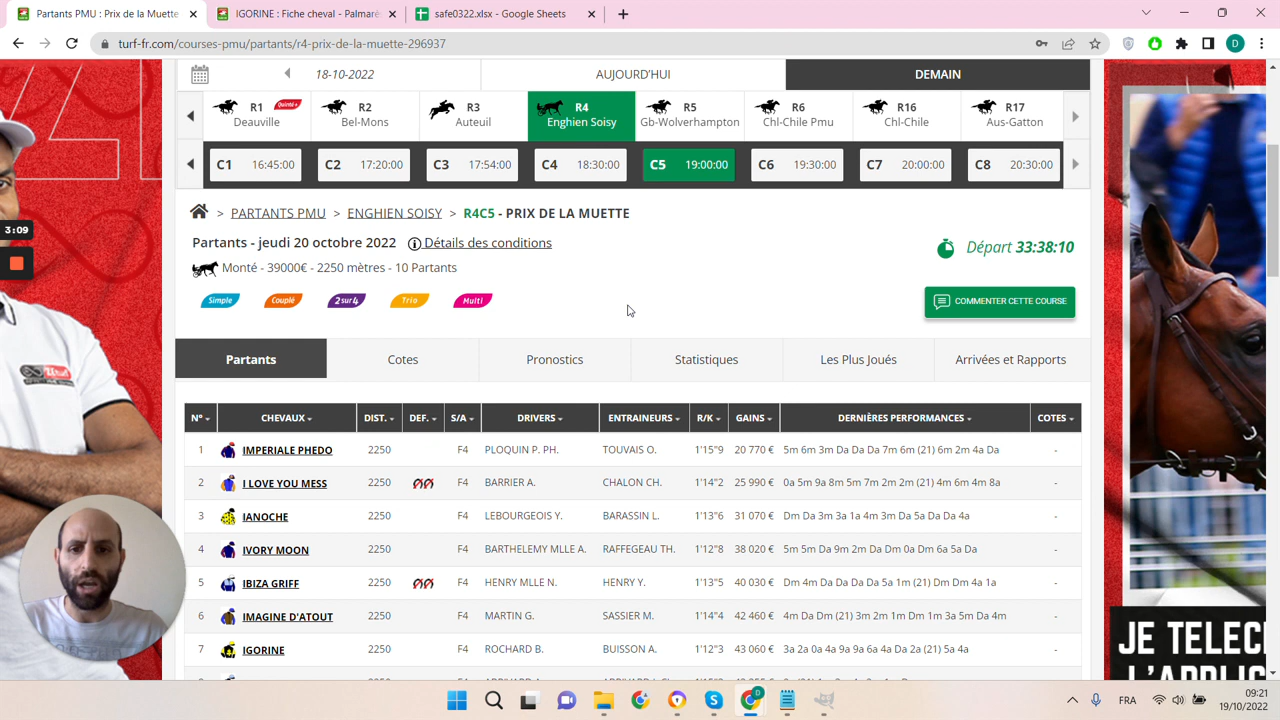 Partants PMU : Prix de la Muette
IGORINE : Fiche cheval - Palmarè
safe0322.xlsx - Google Sheets
turf-fr.com/courses-pmu/partants/r4-prix-de-la-muette-296937
18-10-2022 AUJOURD'HUI DEMAIN
R1 Deauville Quinté+
R2 Bel-Mons
R3 Auteuil
R4 Enghien Soisy
R5 Gb-Wolverhampton
R6 Chl-Chile Pmu
R16 Chl-Chile
R17 Aus-Gatton
C1 16:45:00 C2 17:20:00 C3 17:54:00 C4 18:30:00 C5 19:00:00 C6 19:30:00 C7 20:00:00 C8 20:30:00
> PARTANTS PMU > ENGHIEN SOISY > R4C5 - PRIX DE LA MUETTE
3:09
Partants - jeudi 20 octobre 2022 Détails des conditions
Départ 33:38:10
Monté - 39000€ - 2250 mètres - 10 Partants
Simple Couplé 2sur4 Trio Multi
COMMENTER CETTE COURSE
Partants Cotes Pronostics Statistiques Les Plus Joués Arrivées et Rapports
N° CHEVAUX DIST. DEF. S/A DRIVERS ENTRAINEURS R/K GAINS DERNIÈRES PERFORMANCES COTES
1 IMPERIALE PHEDO 2250 F4 PLOQUIN P. PH. TOUVAIS O. 1'15"9 20 770 € 5m 6m 3m Da Da Da 7m 6m (21) 6m 2m 4a Da -
2 I LOVE YOU MESS 2250 F4 BARRIER A. CHALON CH. 1'14"2 25 990 € 0a 5m 9a 8m 5m 7m 2m 2m (21) 4m 6m 4m 8a -
3 IANOCHE 2250 F4 LEBOURGEOIS Y. BARASSIN L. 1'13"6 31 070 € Dm Da 3m 3a 1a 4m 3m Da 5a Da Da 4a -
4 IVORY MOON 2250 F4 BARTHELEMY MLLE A. RAFFEGEAU TH. 1'12"8 38 020 € 5m 5m Da 9m 2m Da Dm 0a Dm 6a 5a Da -
5 IBIZA GRIFF 2250 F4 HENRY MLLE N. HENRY Y. 1'13"5 40 030 € Dm 4m Da Da Da Da 5a 1m (21) Dm Dm 4a 1a -
6 IMAGINE D'ATOUT 2250 F4 MARTIN G. SASSIER M. 1'14"4 42 460 € 4m Da Dm (21) 3m 2m 1m Dm 1m 3a 5m Da 4m -
7 IGORINE 2250 F4 ROCHARD B. BUISSON A. 1'12"3 43 060 € 3a 2a 0a 4a 9a 9a 6a 4a Da 2a (21) 5a 4a -
JE TELEC
L'APPLIC
FRA
09:21
19/10/2022